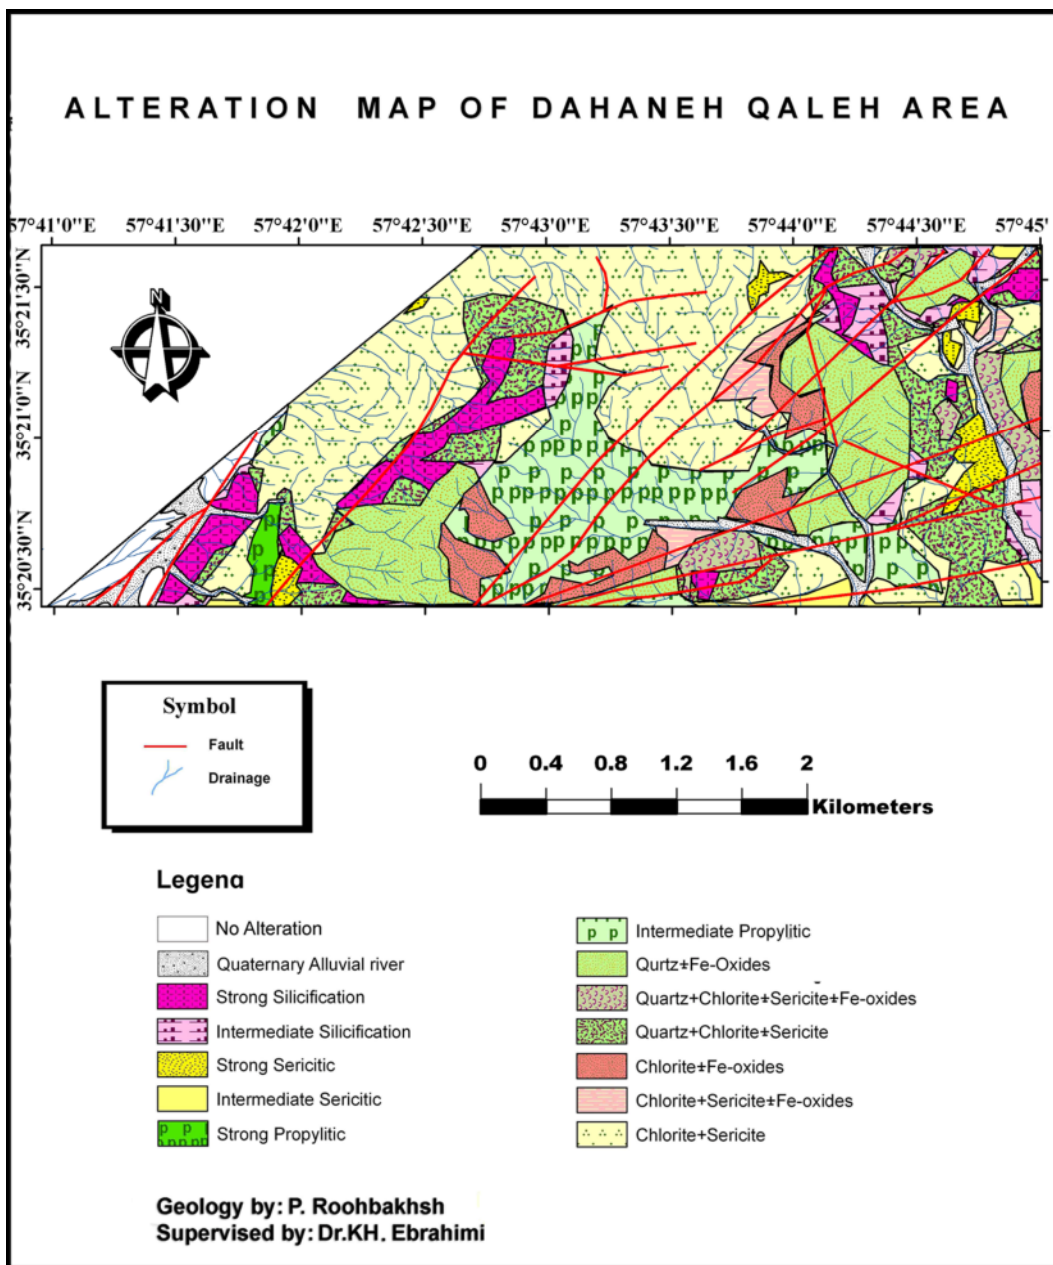 ALTERATION MAP OF DAHANEH QALEH AREA
57°41'0"E 57°41'30"E 57°42'0"E 57°42'30"E 57°43'0"E 57°43'30"E 57°44'0"E 57°44'30"E 57°45'
35°21'30"N
35°21'0"N
35°20'30"N
35°20'0"N
N
Symbol
Fault
Drainage
0 0.4 0.8 1.2 1.6 2
Kilometers
Legena
No Alteration
Quaternary Alluvial river
Strong Silicification
Intermediate Silicification
Strong Sericitic
Intermediate Sericitic
Strong Propylitic
Intermediate Propylitic
Qurtz±Fe-Oxides
Quartz+Chlorite±Sericite±Fe-oxides
Quartz+Chlorite±Sericite
Chlorite±Fe-oxides
Chlorite+Sericite±Fe-oxides
Chlorite+Sericite
Geology by: P. Roohbakhsh
Supervised by: Dr.KH. Ebrahimi